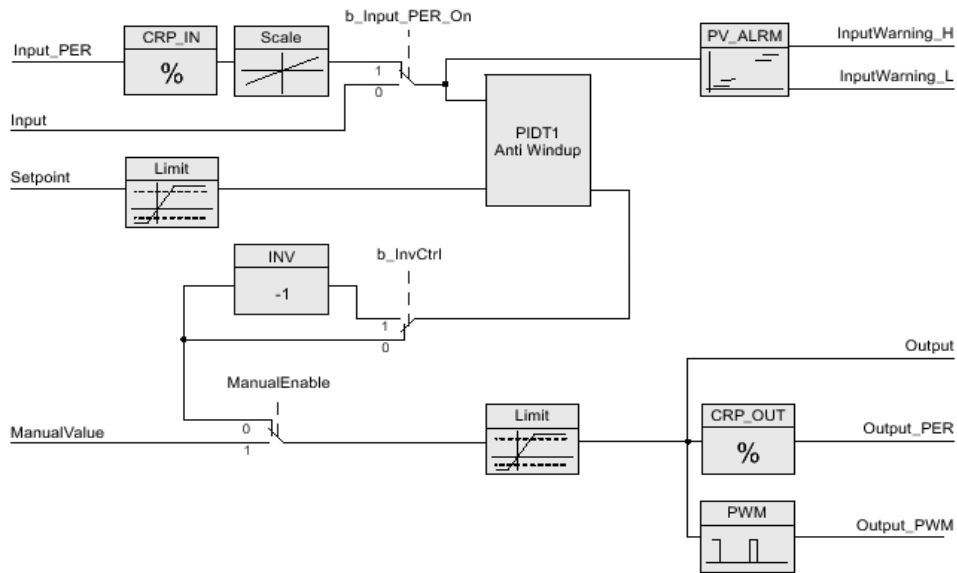 b_Input_PER_On
Input_PER
CRP_IN
%
Scale
1
0
Input
PV_ALRM
InputWarning_H
InputWarning_L
PIDT1
Anti Windup
Setpoint
Limit
INV
-1
b_InvCtrl
1
0
ManualEnable
0
1
ManualValue
Limit
Output
CRP_OUT
%
Output_PER
PWM
Output_PWM